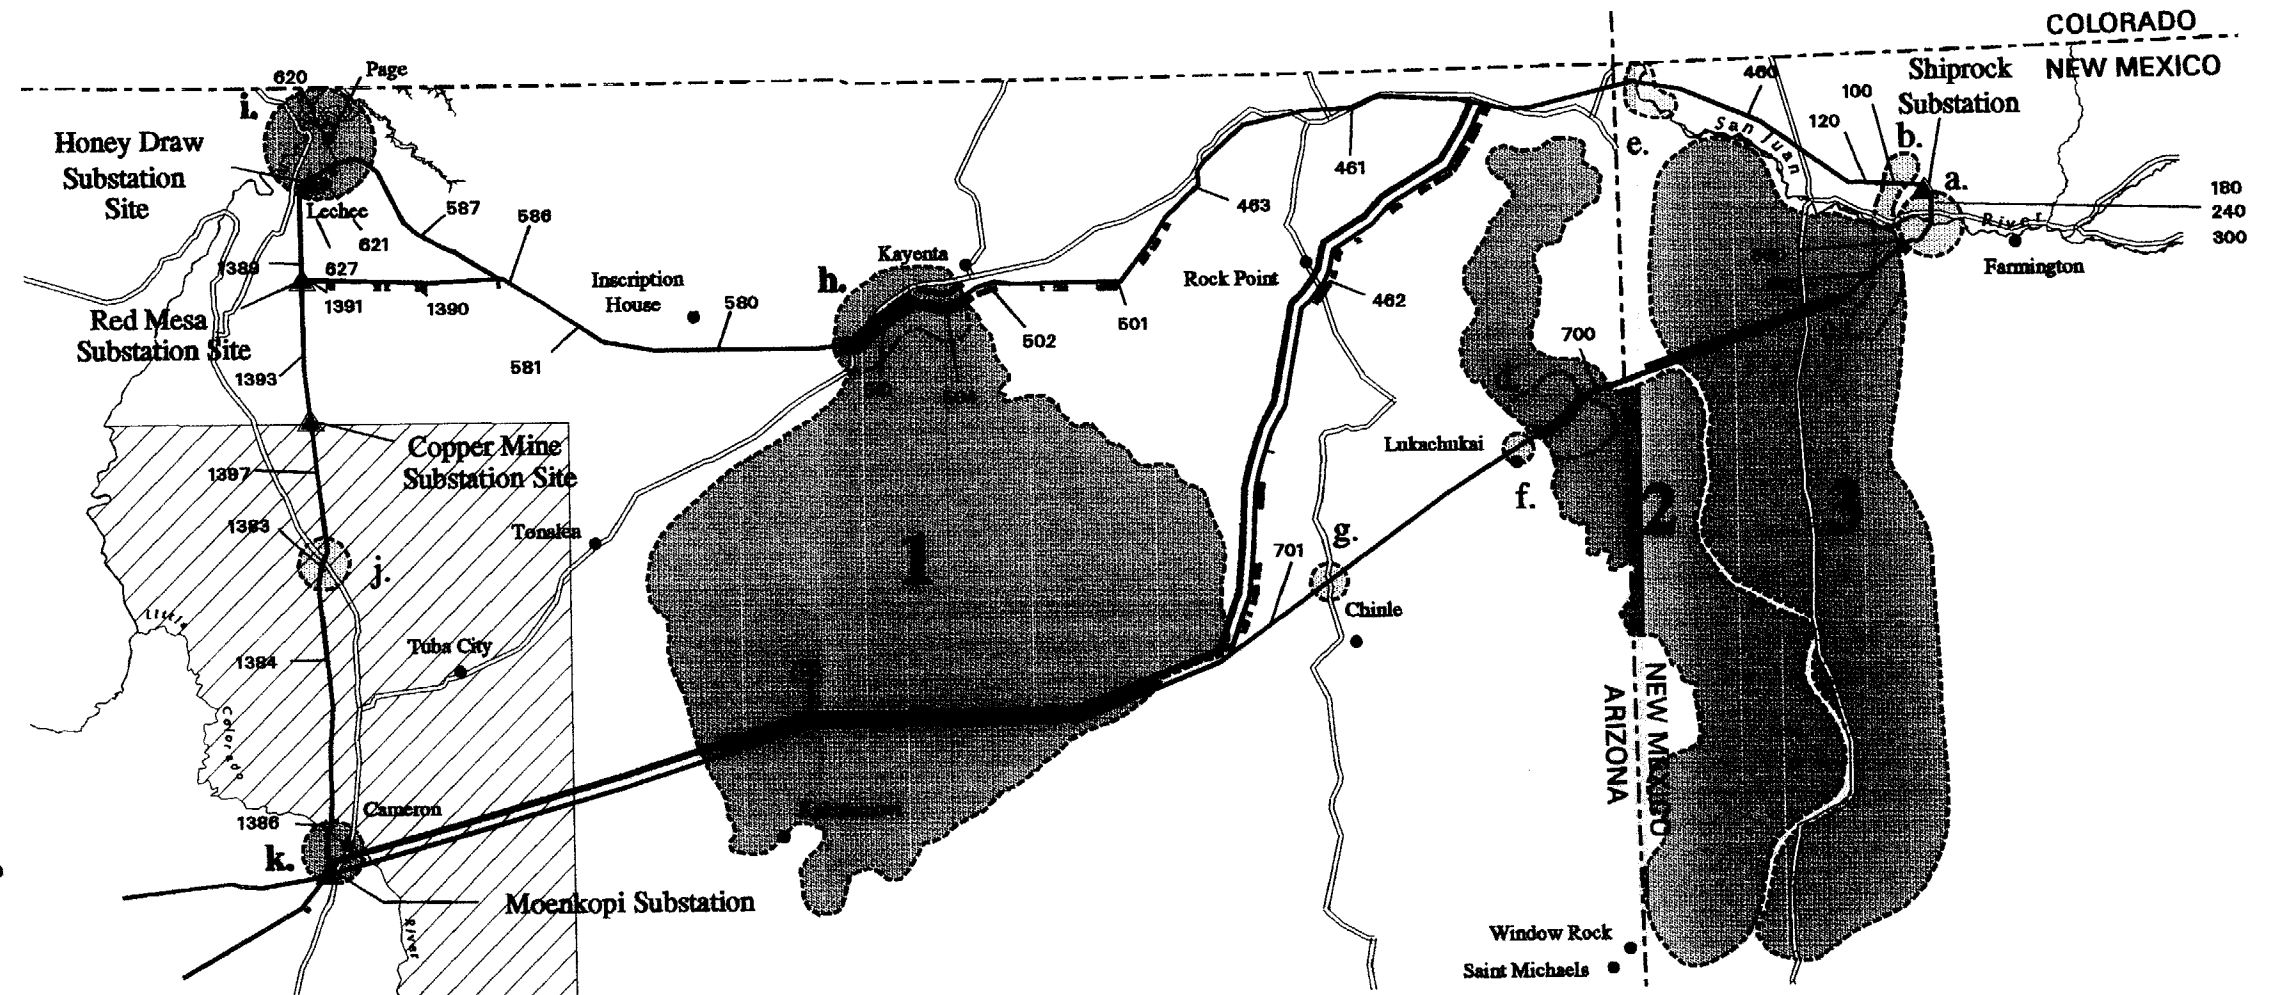 COLORADO
NEW MEXICO
620
Page
i.
Honey Draw
Substation
Site
Lechee
621
587
586
1389
627
1391
1390
Red Mesa
Substation Site
1393
Inscription
House
580
581
h.
Kayenta
502
501
463
461
Rock Point
462
460
e.
San Juan
River
120
100
b.
Shiprock
Substation
a.
180
240
300
Farmington
700
Lukachukai
f.
2
3
1
g.
701
Chinle
Copper Mine
Substation Site
1397
1383
j.
Tonalea
Tuba City
1384
Little
Colorado
River
1386
Cameron
k.
Moenkopi Substation
ARIZONA
NEW MEXICO
Window Rock
Saint Michaels